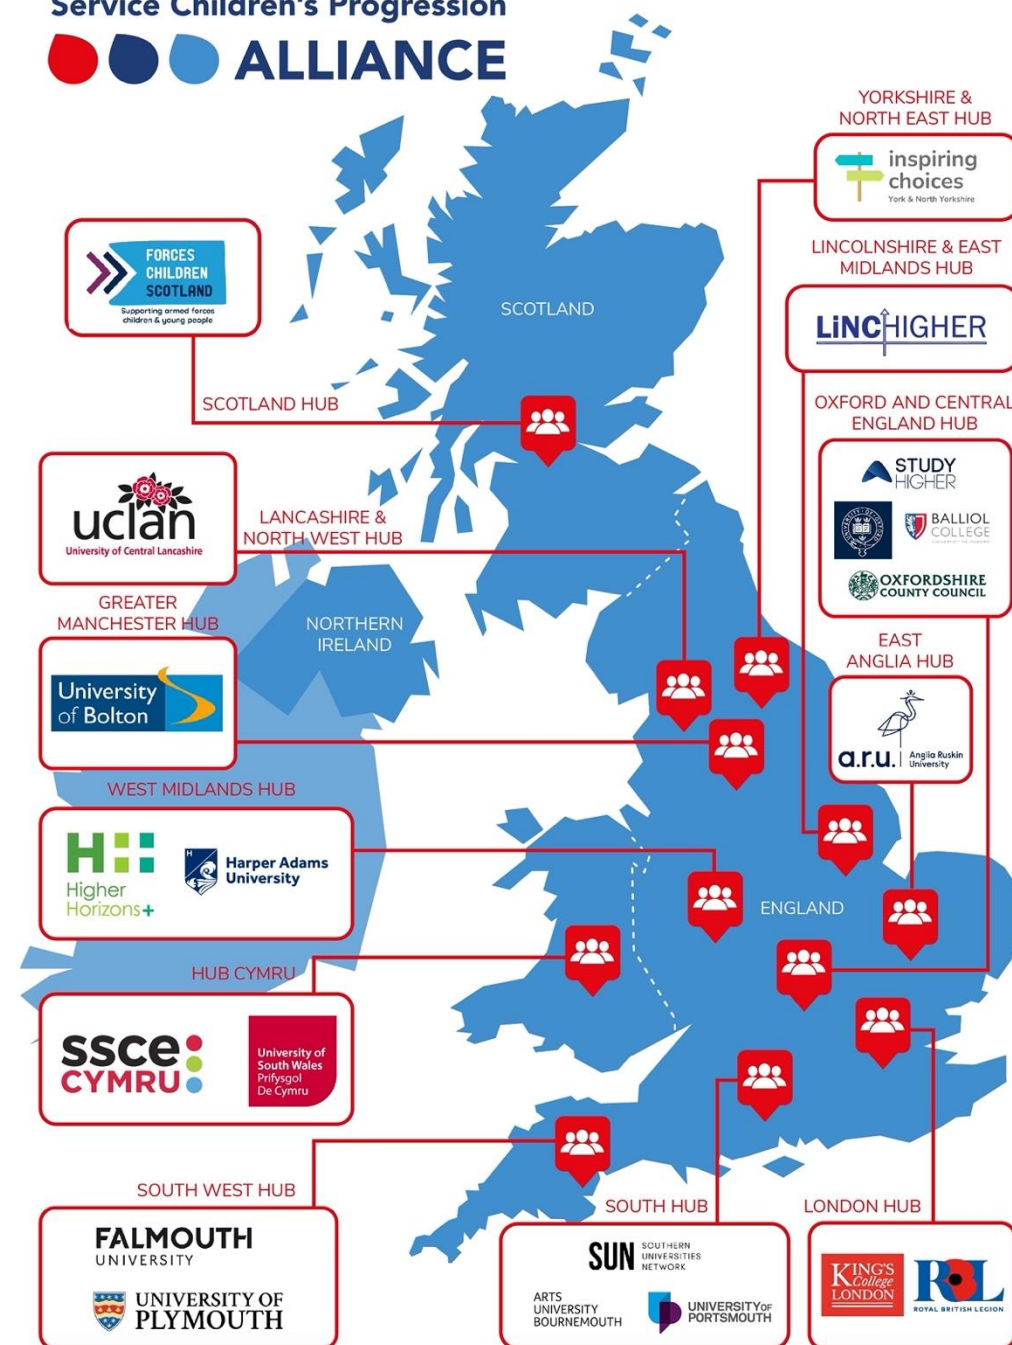 Service Children's Progression
ALLIANCE
YORKSHIRE &
NORTH EAST HUB
inspiring
choices
York & North Yorkshire
LINCOLNSHIRE & EAST
MIDLANDS HUB
LiNCHIGHER
FORCES
CHILDREN
SCOTLAND
Supporting armed forces
children & young people
SCOTLAND
SCOTLAND HUB
OXFORD AND CENTRAL
ENGLAND HUB
STUDY
HIGHER
UNIVERSITY OF OXFORD
BALLIOL
COLLEGE
OXFORDSHIRE
COUNTY COUNCIL
uclan
University of Central Lancashire
LANCASHIRE &
NORTH WEST HUB
GREATER
MANCHESTER HUB
University
of Bolton
NORTHERN
IRELAND
EAST
ANGLIA HUB
a.r.u.
Anglia Ruskin
University
WEST MIDLANDS HUB
H
Higher
Horizons+
H
Harper Adams
University
ENGLAND
HUB CYMRU
ssce
CYMRU
University of
South Wales
Prifysgol
De Cymru
SOUTH WEST HUB
FALMOUTH
UNIVERSITY
UNIVERSITY OF
PLYMOUTH
SOUTH HUB
SUN
SOUTHERN
UNIVERSITIES
NETWORK
ARTS
UNIVERSITY
BOURNEMOUTH
UNIVERSITY OF
PORTSMOUTH
LONDON HUB
KING'S
College
LONDON
RBL
ROYAL BRITISH LEGION